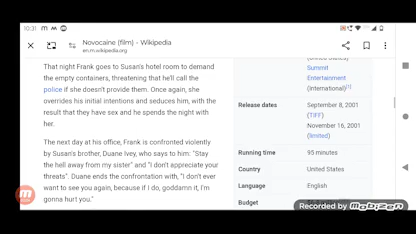 10:31
Novocaine (film) - Wikipedia
en.m.wikipedia.org
That night Frank goes to Susan's hotel room to demand
the empty containers, threatening that he'll call the
police if she doesn't provide them. Once again, she
overrides his initial intentions and seduces him, with the
result that they have sex and he spends the night with
her.
The next day at his office, Frank is confronted violently
by Susan's brother, Duane Ivey, who says to him: "Stay
the hell away from my sister" and "I don't appreciate your
threats". Duane ends the confrontation with, "I don't ever
want to see you again, because if I do, goddamn it, I'm
gonna hurt you."
(United States)
Summit
Entertainment
(International)[1]
Release dates
September 8, 2001
(TIFF)
November 16, 2001
(limited)
Running time
95 minutes
Country
United States
Language
English
Budget
Recorded by
Mobizen